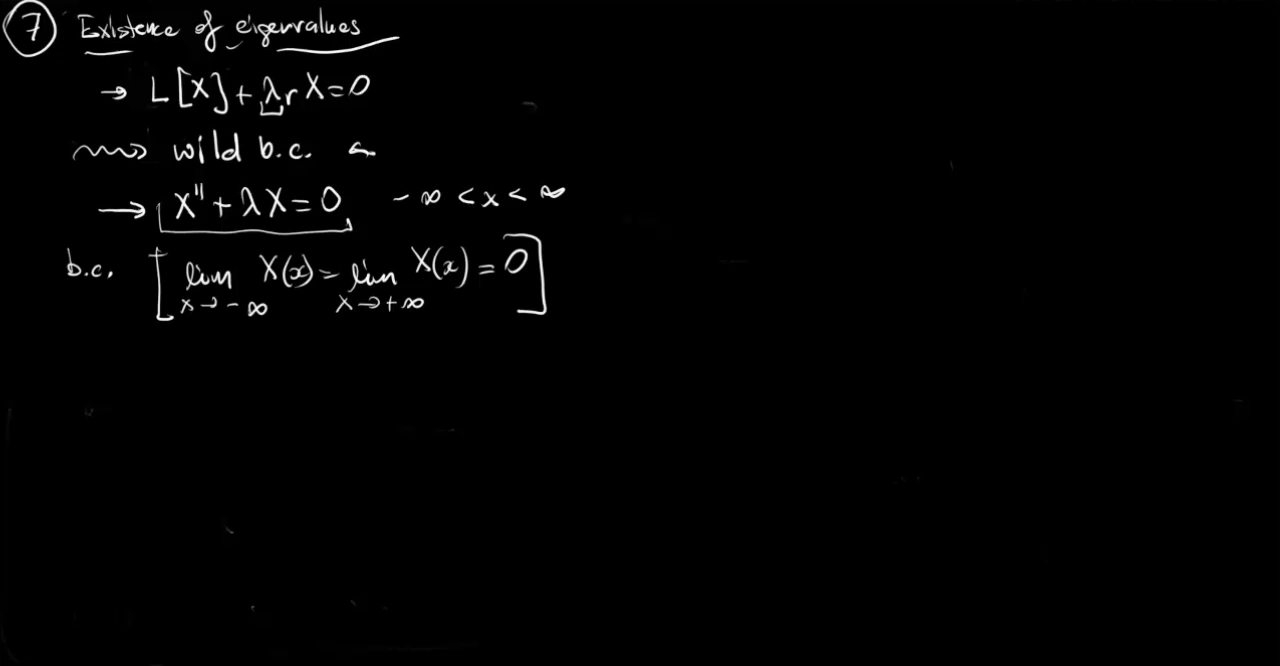 7 Existence of eigenvalues
→ L[X] + λrX = 0
wild b.c.
→ X'' + λX = 0 -∞ < x < ∞
b.c. [ lim x→-∞ X(x) = lim x→+∞ X(x) = 0 ]